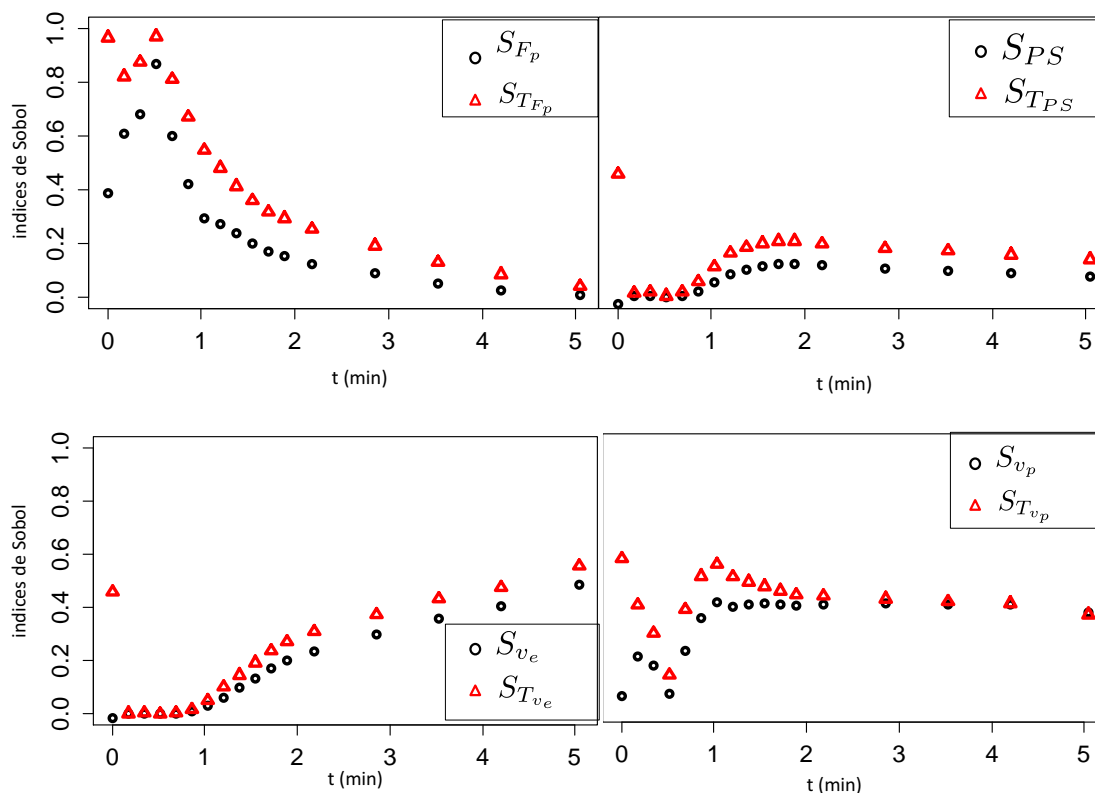 indices de Sobol
1.0
0.8
0.6
0.4
0.2
0.0
S_{F_p}
S_{T_{F_p}}
0 1 2 3 4 5
t (min)
S_{PS}
S_{T_{PS}}
0 1 2 3 4 5
t (min)
indices de Sobol
1.0
0.8
0.6
0.4
0.2
0.0
S_{v_e}
S_{T_{v_e}}
0 1 2 3 4 5
t (min)
S_{v_p}
S_{T_{v_p}}
0 1 2 3 4 5
t (min)